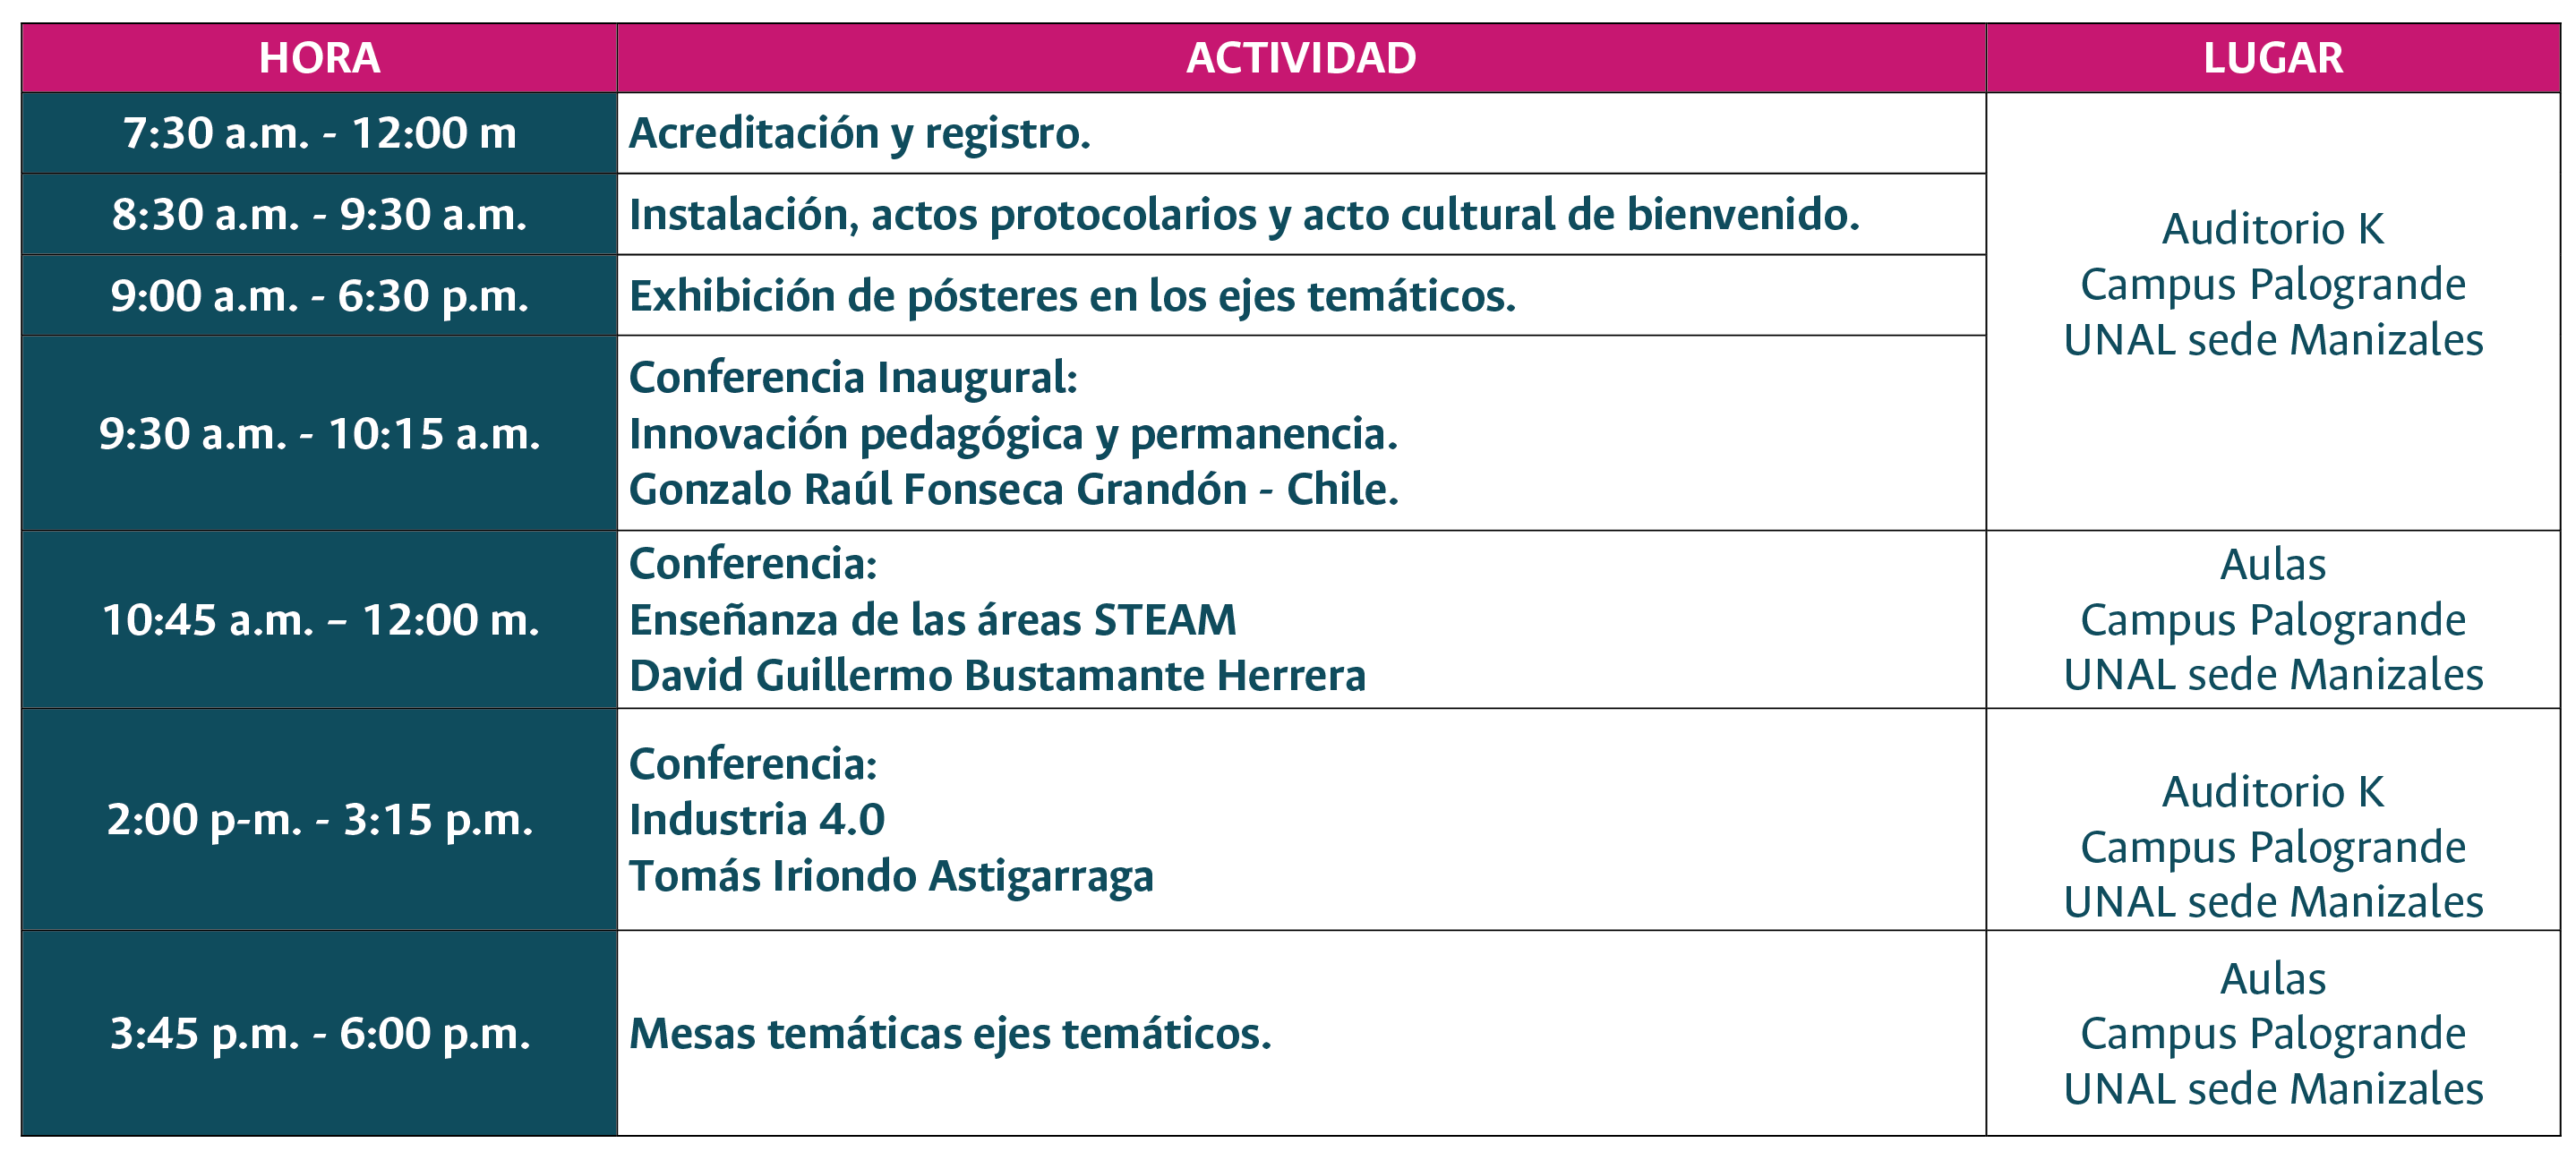 HORA ACTIVIDAD LUGAR
7:30 a.m. - 12:00 m
Acreditación y registro.
8:30 a.m. - 9:30 a.m.
Instalación, actos protocolarios y acto cultural de bienvenido.
9:00 a.m. - 6:30 p.m.
Exhibición de pósteres en los ejes temáticos.
9:30 a.m. - 10:15 a.m.
Conferencia Inaugural:
Innovación pedagógica y permanencia.
Gonzalo Raúl Fonseca Grandón - Chile.
Auditorio K
Campus Palogrande
UNAL sede Manizales
10:45 a.m. – 12:00 m.
Conferencia:
Enseñanza de las áreas STEAM
David Guillermo Bustamante Herrera
Aulas
Campus Palogrande
UNAL sede Manizales
2:00 p-m. - 3:15 p.m.
Conferencia:
Industria 4.0
Tomás Iriondo Astigarraga
Auditorio K
Campus Palogrande
UNAL sede Manizales
3:45 p.m. - 6:00 p.m.
Mesas temáticas ejes temáticos.
Aulas
Campus Palogrande
UNAL sede Manizales